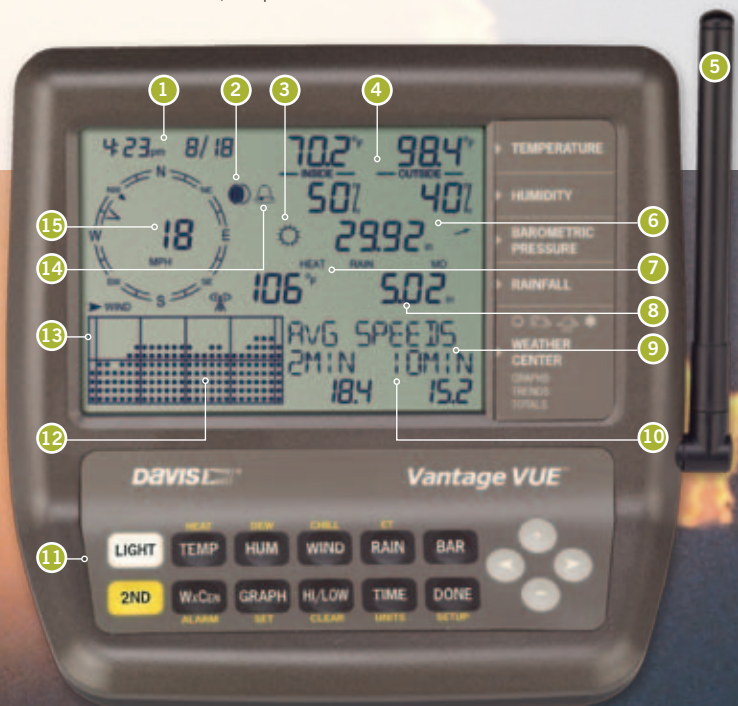 1
2
3
4
5
4:23pm 8/18
70.2°F 98.4°F
INSIDE OUTSIDE
50% 40%
29.92 in
HEAT RAIN MO
106°F 5.02 in
N
NE
E
SE
S
SW
W
NW
18
MPH
WIND
AVG SPEEDS
2MIN 10MIN
18.4 15.2
TEMPERATURE
HUMIDITY
BAROMETRIC
PRESSURE
RAINFALL
WEATHER
CENTER
GRAPHS
TRENDS
TOTALS
6
7
8
9
10
11
12
13
14
15
DAVIS
Vantage VUE
HEAT DEW CHILL ET
LIGHT TEMP HUM WIND RAIN BAR
2ND WxCEN GRAPH HI/LOW TIME DONE
ALARM SET CLEAR UNITS SETUP
+
-